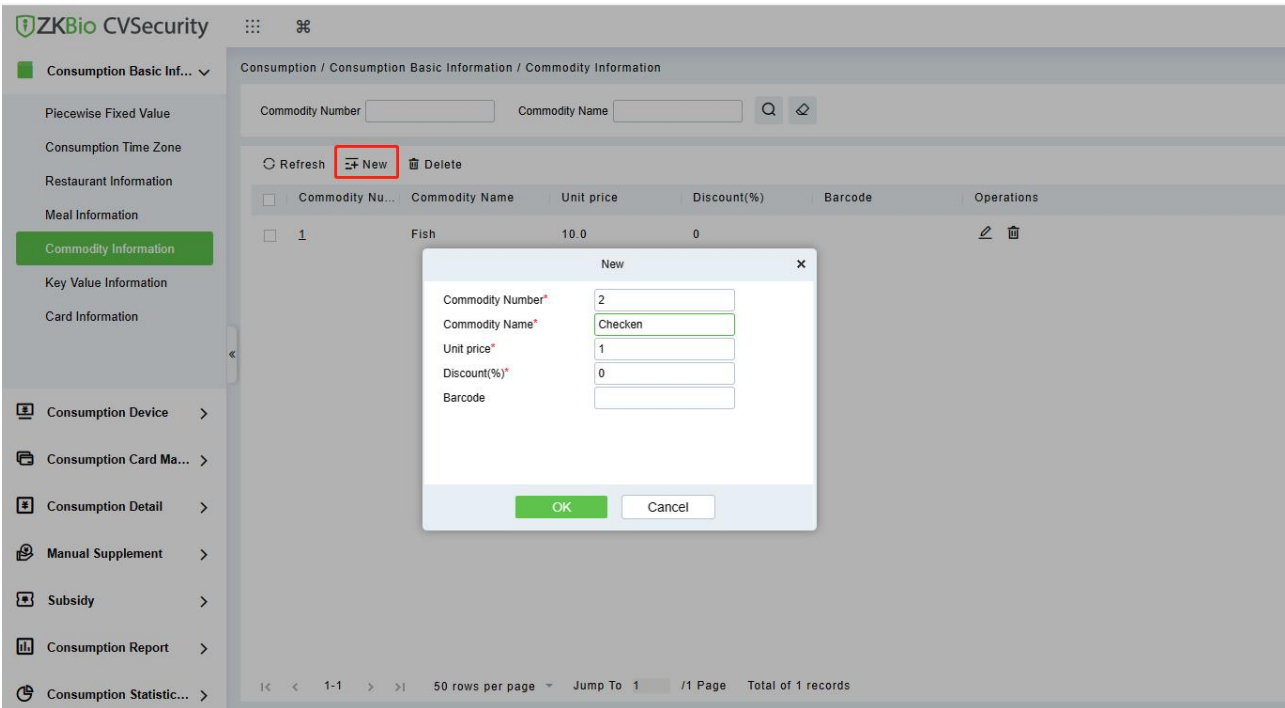 ZKBio CVSecurity
Consumption Basic Inf...
Piecewise Fixed Value
Consumption Time Zone
Restaurant Information
Meal Information
Commodity Information
Key Value Information
Card Information
Consumption Device
Consumption Card Ma...
Consumption Detail
Manual Supplement
Subsidy
Consumption Report
Consumption Statistic...
Consumption / Consumption Basic Information / Commodity Information
Commodity Number Commodity Name
Refresh New Delete
Commodity Nu... Commodity Name Unit price Discount(%) Barcode Operations
1 Fish 10.0 0
New
Commodity Number* 2
Commodity Name* Checken
Unit price* 1
Discount(%)* 0
Barcode
OK Cancel
1-1 50 rows per page Jump To 1 /1 Page Total of 1 records